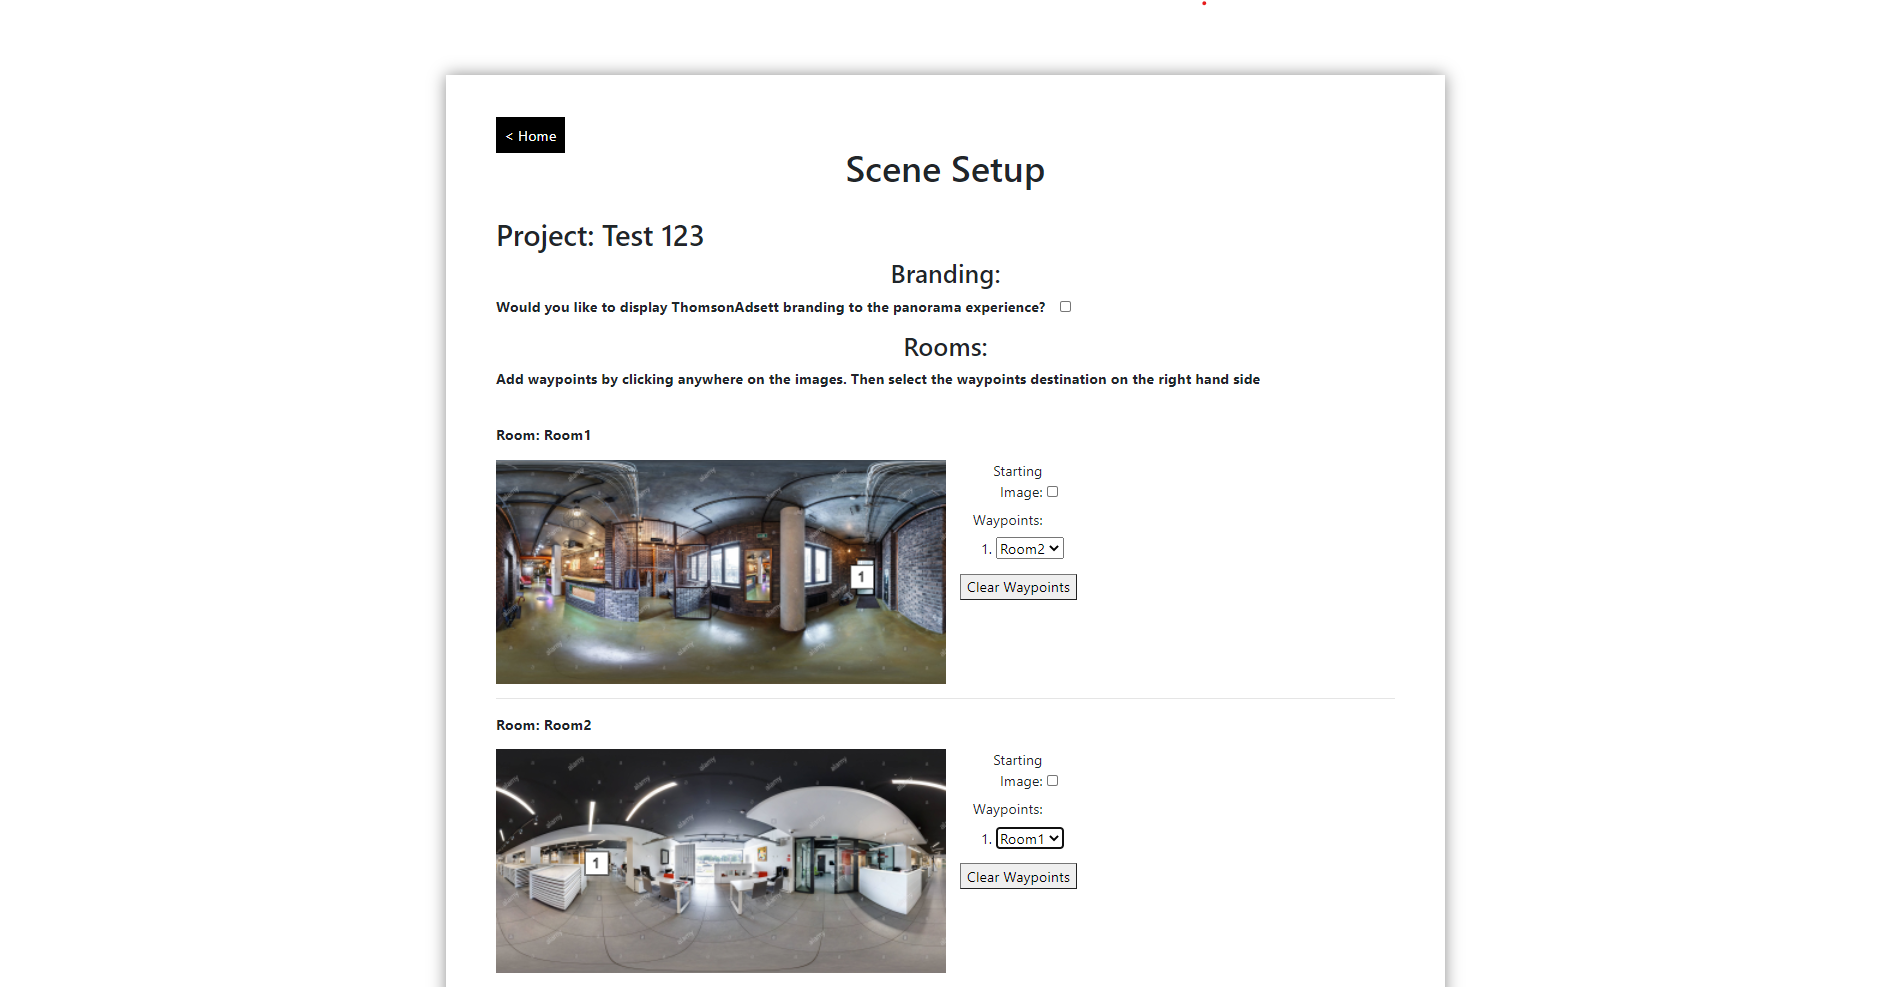 < Home
Scene Setup
Project: Test 123
Branding:
Would you like to display ThomsonAdsett branding to the panorama experience?
Rooms:
Add waypoints by clicking anywhere on the images. Then select the waypoints destination on the right hand side
Room: Room1
Starting
Image:
Waypoints:
1. Room2
Clear Waypoints
1
Room: Room2
Starting
Image:
Waypoints:
1. Room1
Clear Waypoints
1
alamy